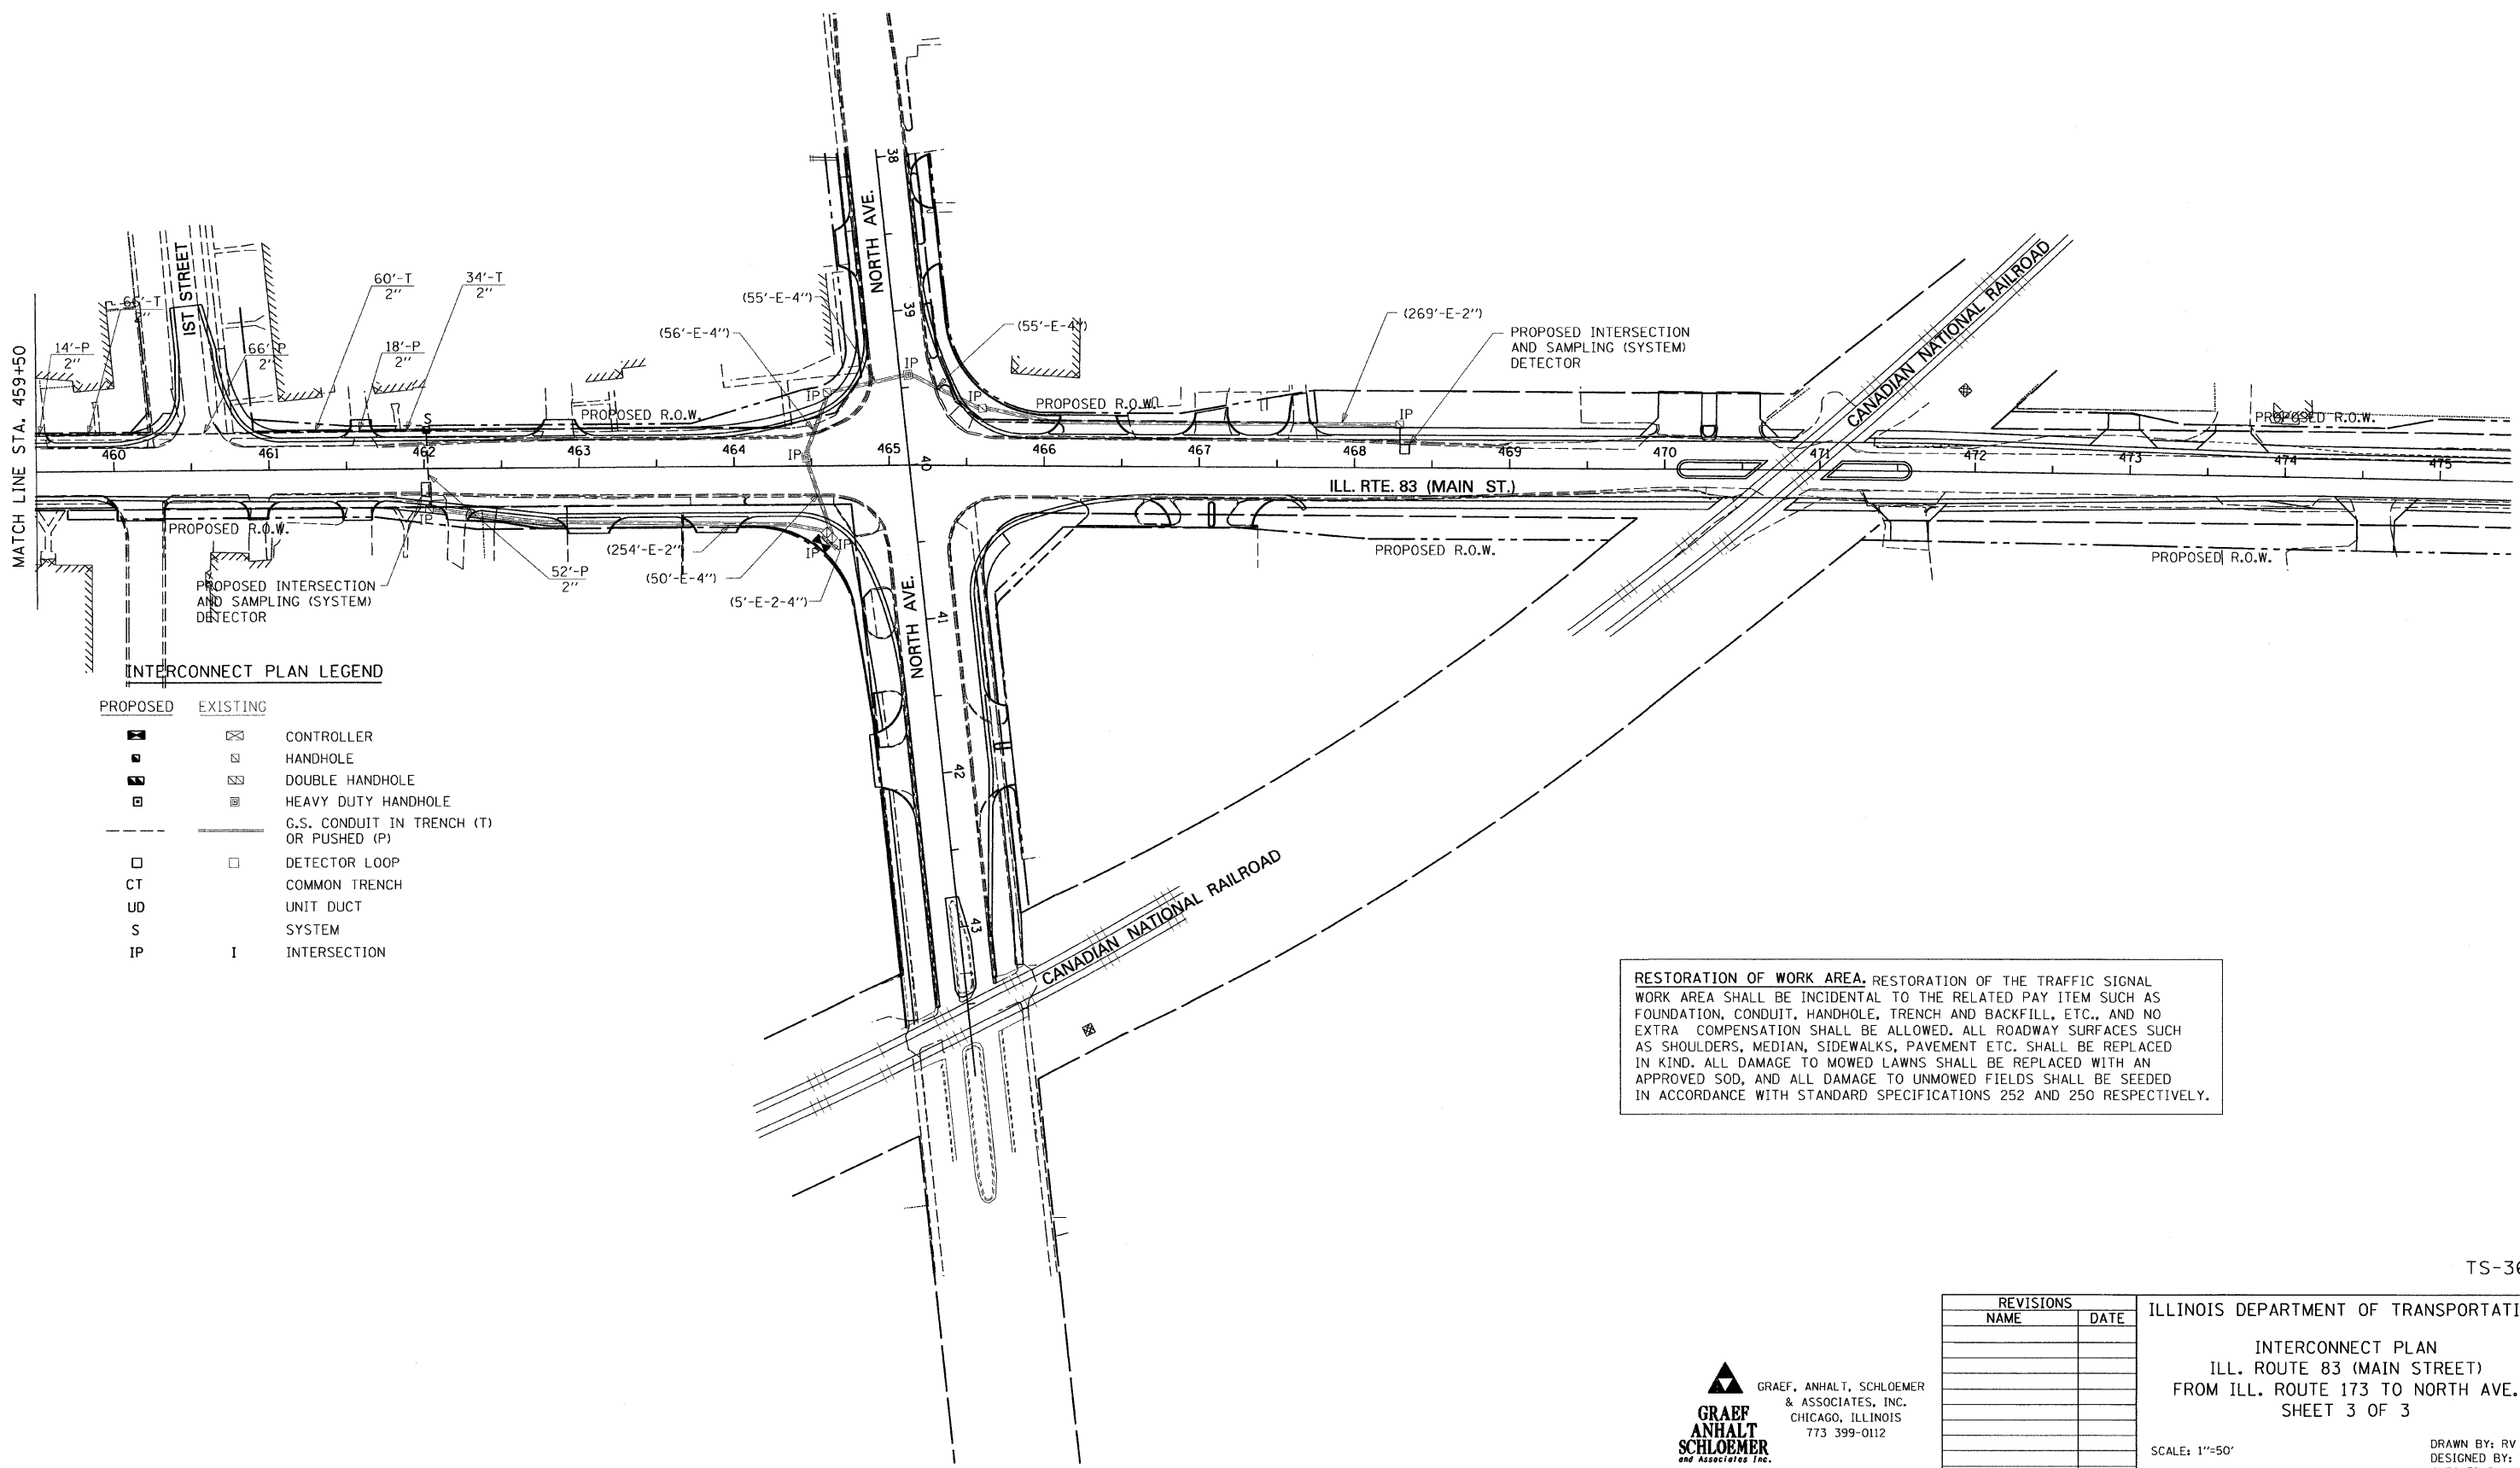 MATCH LINE STA. 459+50
1ST STREET
NORTH AVE.
38
39
40
60'-T
2"
34'-T
2"
66'-T
4"
14'-P
2"
66'-P
2"
18'-P
2"
S
(55'-E-4")
(56'-E-4")
(55'-E-4")
(269'-E-2")
PROPOSED INTERSECTION
AND SAMPLING (SYSTEM)
DETECTOR
CANADIAN NATIONAL RAILROAD
IP
IP
IP
IP
IP
PROPOSED R.O.W.
PROPOSED R.O.W.
PROPOSED R.O.W.
460
461
462
463
464
465
466
467
468
469
470
471
472
473
474
475
ILL. RTE. 83 (MAIN ST.)
PROPOSED R.O.W.
IP
IP
IP
PROPOSED R.O.W.
PROPOSED R.O.W.
(254'-E-2")
(50'-E-4")
(5'-E-2-4")
52'-P
2"
PROPOSED INTERSECTION
AND SAMPLING (SYSTEM)
DETECTOR
NORTH AVE.
41
42
43
CANADIAN NATIONAL RAILROAD
INTERCONNECT PLAN LEGEND
PROPOSED EXISTING
CONTROLLER
HANDHOLE
DOUBLE HANDHOLE
HEAVY DUTY HANDHOLE
G.S. CONDUIT IN TRENCH (T)
OR PUSHED (P)
DETECTOR LOOP
CT COMMON TRENCH
UD UNIT DUCT
S SYSTEM
IP I INTERSECTION
RESTORATION OF WORK AREA. RESTORATION OF THE TRAFFIC SIGNAL
WORK AREA SHALL BE INCIDENTAL TO THE RELATED PAY ITEM SUCH AS
FOUNDATION, CONDUIT, HANDHOLE, TRENCH AND BACKFILL, ETC., AND NO
EXTRA COMPENSATION SHALL BE ALLOWED. ALL ROADWAY SURFACES SUCH
AS SHOULDERS, MEDIAN, SIDEWALKS, PAVEMENT ETC. SHALL BE REPLACED
IN KIND. ALL DAMAGE TO MOWED LAWNS SHALL BE REPLACED WITH AN
APPROVED SOD, AND ALL DAMAGE TO UNMOWED FIELDS SHALL BE SEEDED
IN ACCORDANCE WITH STANDARD SPECIFICATIONS 252 AND 250 RESPECTIVELY.
TS-36
REVISIONS
NAME DATE
ILLINOIS DEPARTMENT OF TRANSPORTATI
INTERCONNECT PLAN
ILL. ROUTE 83 (MAIN STREET)
FROM ILL. ROUTE 173 TO NORTH AVE.
SHEET 3 OF 3
SCALE: 1"=50'
DRAWN BY: RV
DESIGNED BY:
GRAEF, ANHALT, SCHLOEMER
& ASSOCIATES, INC.
CHICAGO, ILLINOIS
773 399-0112
GRAEF
ANHALT
SCHLOEMER
and Associates Inc.